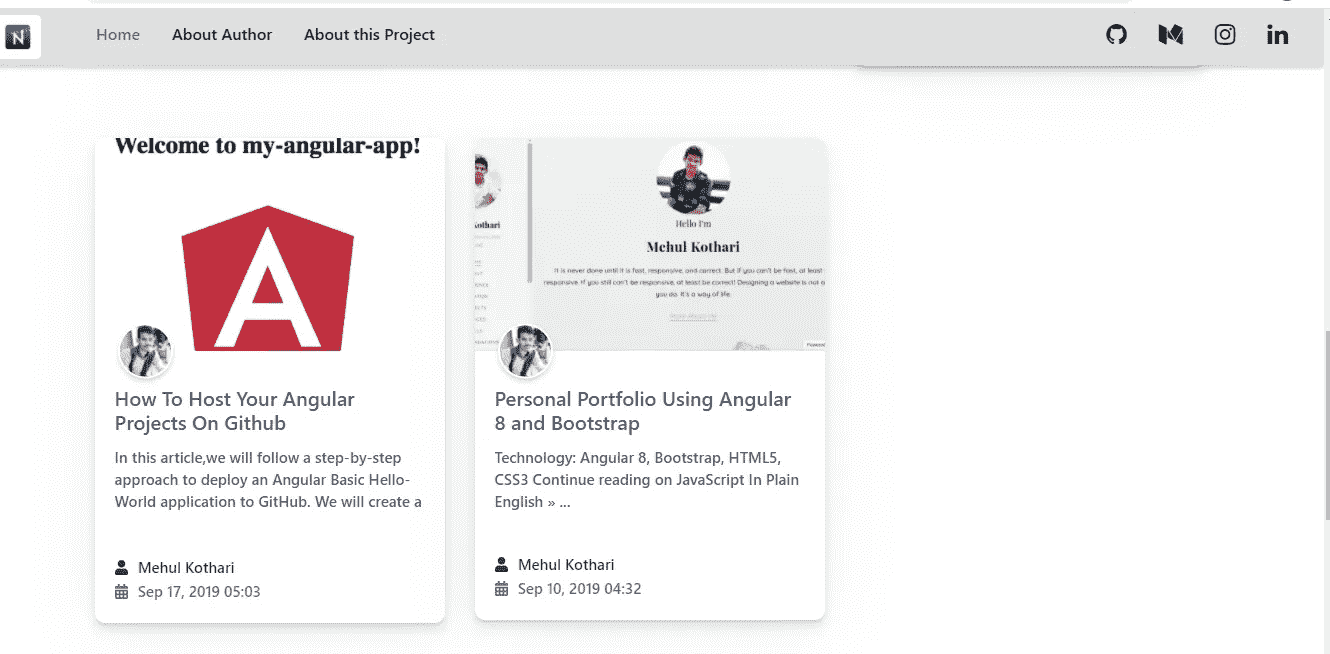 N
Home About Author About this Project
Welcome to my-angular-app!
A
How To Host Your Angular
Projects On Github
In this article,we will follow a step-by-step
approach to deploy an Angular Basic Hello-
World application to GitHub. We will create a
Mehul Kothari
Sep 17, 2019 05:03
Kothari
Hello I'm
Mehul Kothari
It is never done until it is fast, responsive, and correct. But if you can't be fast, at least
responsive. If you still can't be responsive, at least be correct! Designing a website is not a
you do. It's a way of life.
Personal Portfolio Using Angular
8 and Bootstrap
Technology: Angular 8, Bootstrap, HTML5,
CSS3 Continue reading on JavaScript In Plain
English » ...
Mehul Kothari
Sep 10, 2019 04:32